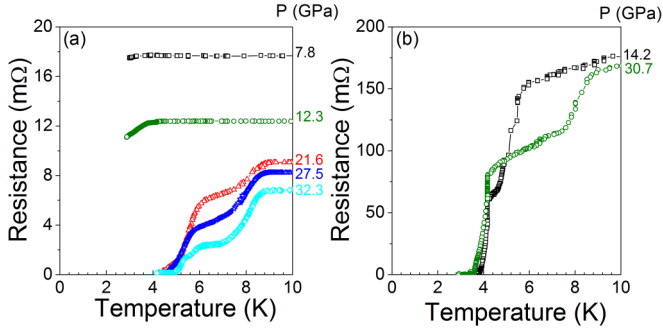 P (GPa)
(a)
20
16
12
8
4
0
Resistance (mΩ)
7.8
12.3
21.6
27.5
32.3
0 2 4 6 8 10
Temperature (K)
P (GPa)
(b)
200
150
100
50
0
Resistance (mΩ)
14.2
30.7
0 2 4 6 8 10
Temperature (K)